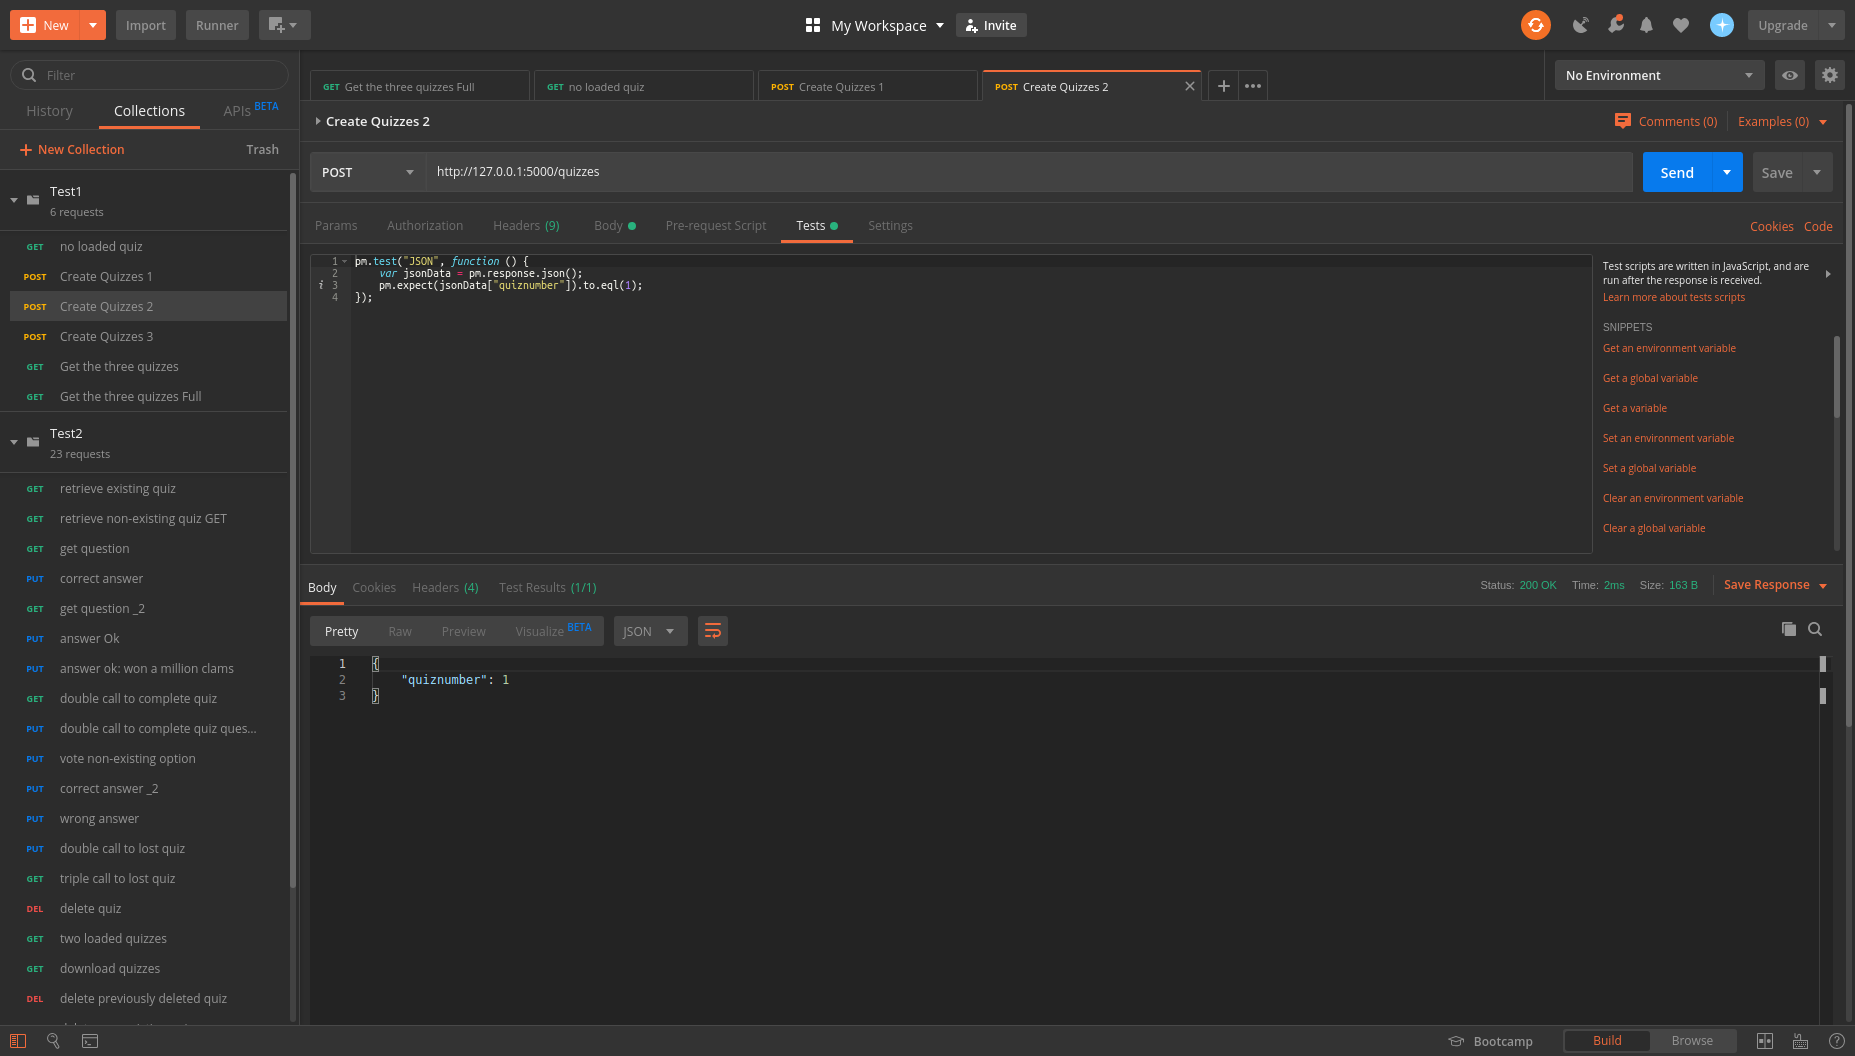 New
Import
Runner
My Workspace
Invite
Upgrade
Filter
History
Collections
APIs BETA
New Collection
Trash
Test1
6 requests
GET no loaded quiz
POST Create Quizzes 1
POST Create Quizzes 2
POST Create Quizzes 3
GET Get the three quizzes
GET Get the three quizzes Full
Test2
23 requests
GET retrieve existing quiz
GET retrieve non-existing quiz GET
GET get question
PUT correct answer
GET get question _2
PUT answer Ok
PUT answer ok: won a million clams
GET double call to complete quiz
PUT double call to complete quiz ques...
PUT vote non-existing option
PUT correct answer _2
PUT wrong answer
PUT double call to lost quiz
GET triple call to lost quiz
DEL delete quiz
GET two loaded quizzes
GET download quizzes
DEL delete previously deleted quiz
GET Get the three quizzes Full
GET no loaded quiz
POST Create Quizzes 1
POST Create Quizzes 2
No Environment
Create Quizzes 2
Comments (0)
Examples (0)
POST
http://127.0.0.1:5000/quizzes
Send
Save
Params
Authorization
Headers (9)
Body
Pre-request Script
Tests
Settings
Cookies
Code
1 pm.test("JSON", function () {
2 var jsonData = pm.response.json();
i 3 pm.expect(jsonData["quiznumber"]).to.eql(1);
4 });
Test scripts are written in JavaScript, and are
run after the response is received.
Learn more about tests scripts
SNIPPETS
Get an environment variable
Get a global variable
Get a variable
Set an environment variable
Set a global variable
Clear an environment variable
Clear a global variable
Body
Cookies
Headers (4)
Test Results (1/1)
Status: 200 OK
Time: 2ms
Size: 163 B
Save Response
Pretty
Raw
Preview
Visualize BETA
JSON
1 {
2 "quiznumber": 1
3 }
Bootcamp
Build
Browse